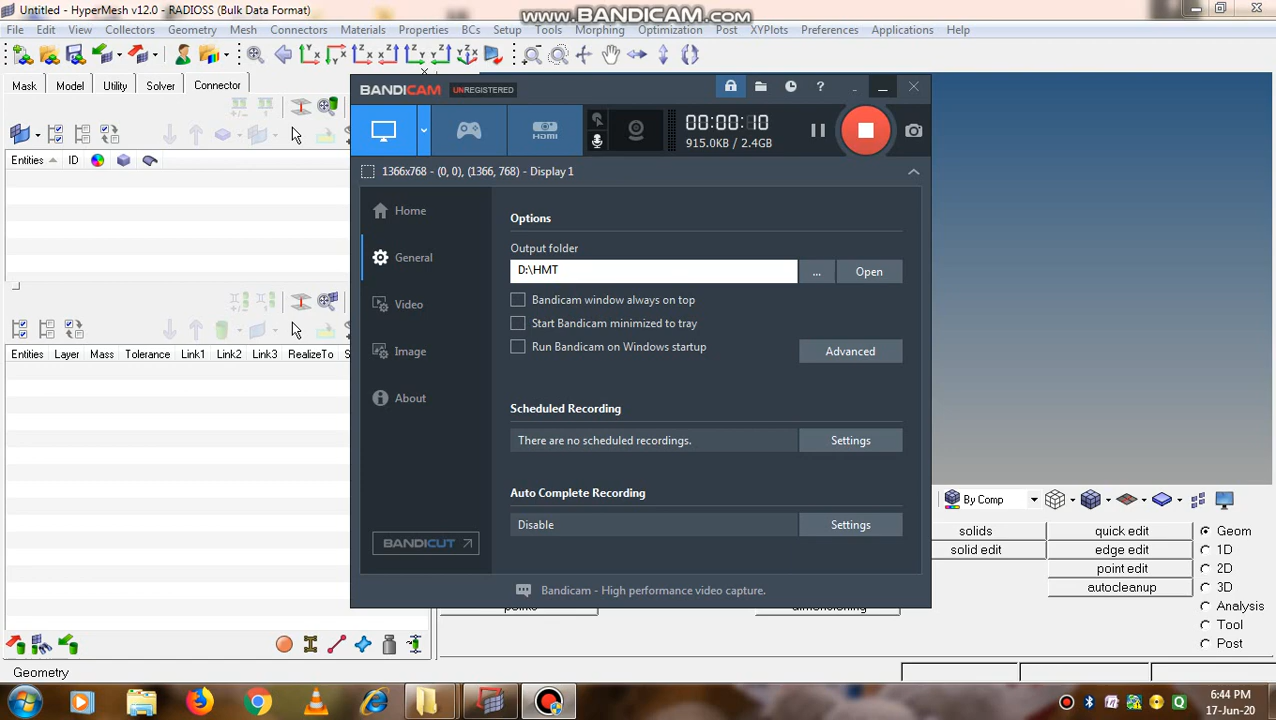 Untitled - HyperMesh v12.0 - RADIOSS (Bulk Data Format)
www.BANDICAM.com
File Edit View Collectors Geometry Mesh Connectors Materials Properties BCs Setup Tools Morphing Optimization Post XYPlots Preferences Applications Help
Mask Model Utility Solver Connector
Entities ID
Entities Layer Mass Tolerance Link1 Link2 Link3 RealizeTo
BANDICAM UNREGISTERED
HDMI
00:00:10
915.0KB / 2.4GB
1366x768 - (0, 0), (1366, 768) - Display 1
Home
General
Video
Image
About
BANDICUT
Options
Output folder
D:\HMT
... Open
Bandicam window always on top
Start Bandicam minimized to tray
Run Bandicam on Windows startup
Advanced
Scheduled Recording
There are no scheduled recordings. Settings
Auto Complete Recording
Disable Settings
Bandicam - High performance video capture.
By Comp
solids quick edit Geom
solid edit edge edit 1D
point edit 2D
autocleanup 3D
points dimensioning Analysis
Tool
Post
Geometry
6:44 PM
17-Jun-20